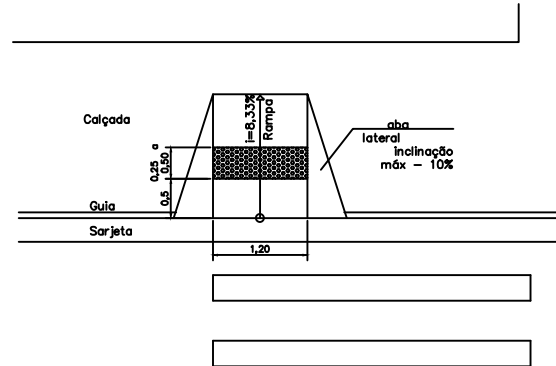 Calçada
i=8,33%
Rampa
0,25 a
0,50
0,5
aba
lateral
inclinação
máx - 10%
Guia
Sarjeta
1,20